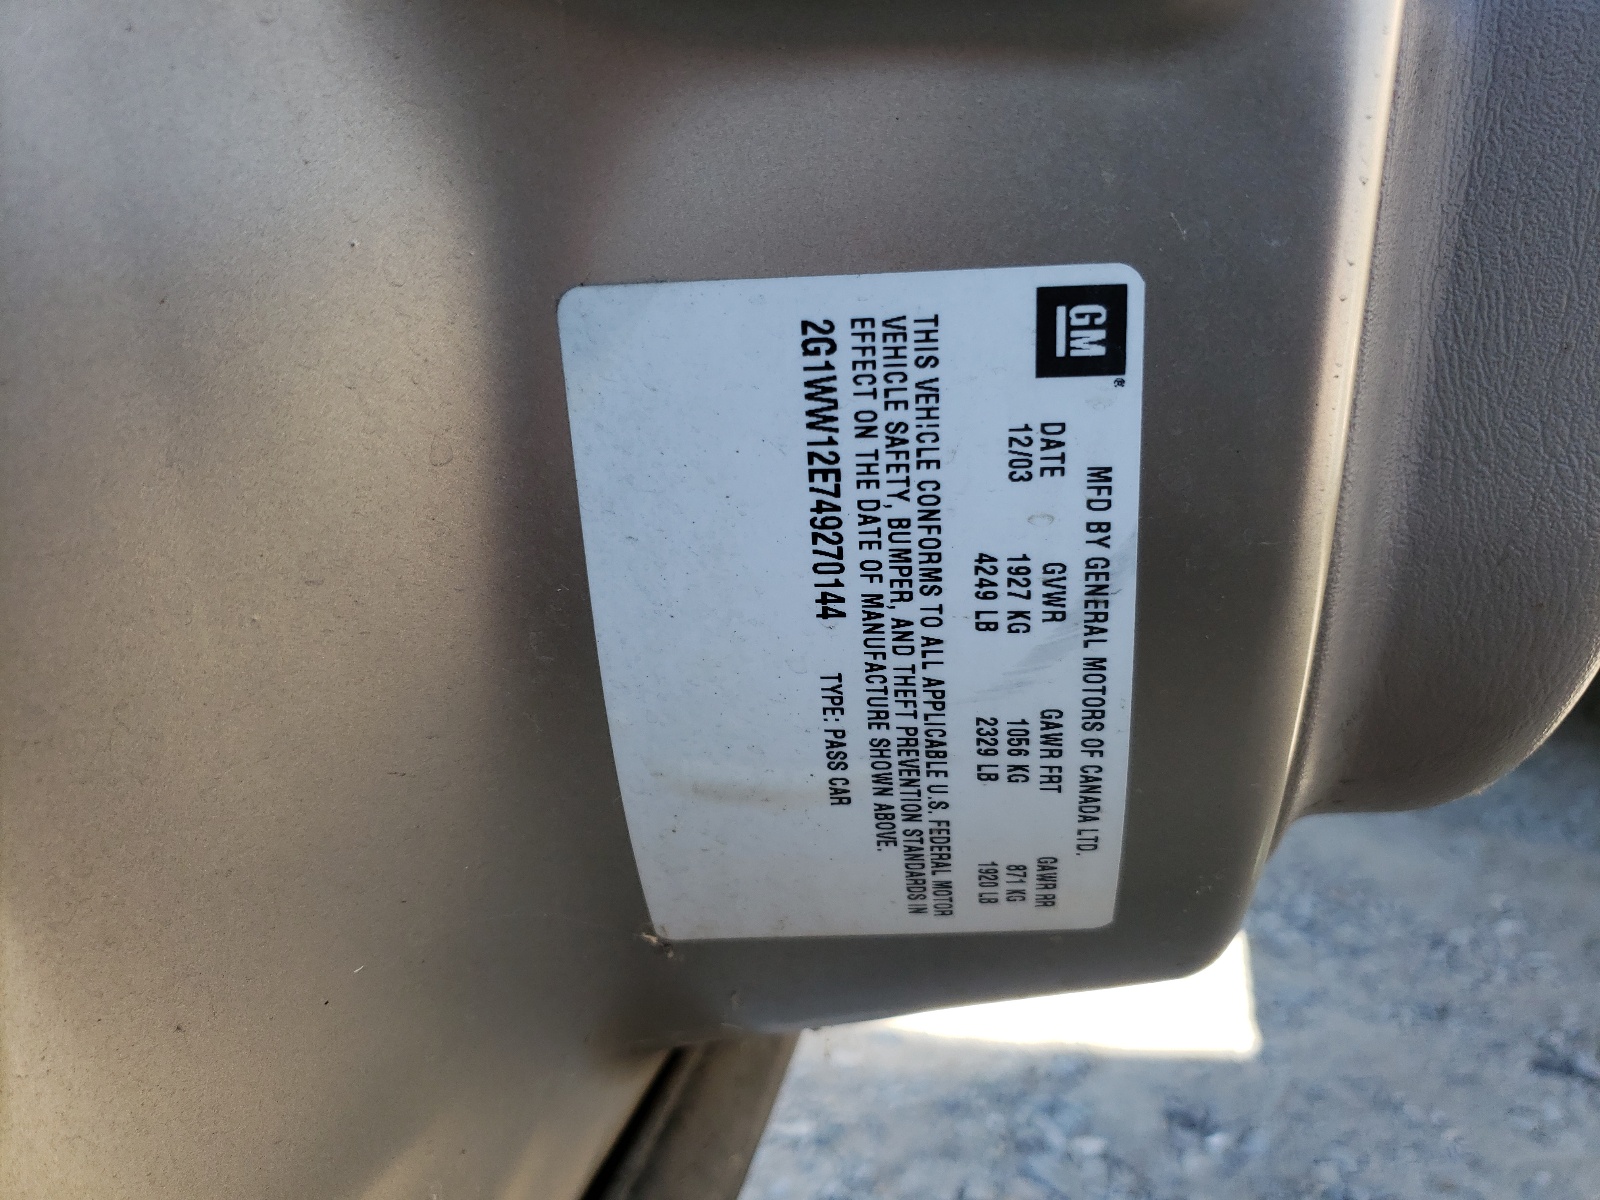 GM®
MFD BY GENERAL MOTORS OF CANADA LTD.
DATE GVWR GAWR FRT GAWR RR
12/03 1927 KG 1056 KG 871 KG
4249 LB 2329 LB 1920 LB
THIS VEHICLE CONFORMS TO ALL APPLICABLE U.S. FEDERAL MOTOR
VEHICLE SAFETY, BUMPER, AND THEFT PREVENTION STANDARDS IN
EFFECT ON THE DATE OF MANUFACTURE SHOWN ABOVE.
2G1WW12E749270144 TYPE: PASS CAR